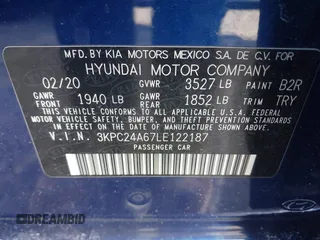 MFD.BY KIA MOTORS MEXICO S.A. DE C.V. FOR
HYUNDAI MOTOR COMPANY
02/20 GVWR 3527 LB PAINT B2R
GAWR FRONT 1940 LB GAWR REAR 1852 LB TRIM TRY
THIS VEHICLE CONFORMS TO ALL APPLICABLE
FEDERAL MOTOR VEHICLE SAFETY, BUMPER, AND THEFT
PREVENTION STANDARDS IN EFFECT ON THE DATE OF
MANUFACTURE SHOWN ABOVE.
V.I.N. 3KPC24A67LE122187
PASSENGER CAR
DREAMBID